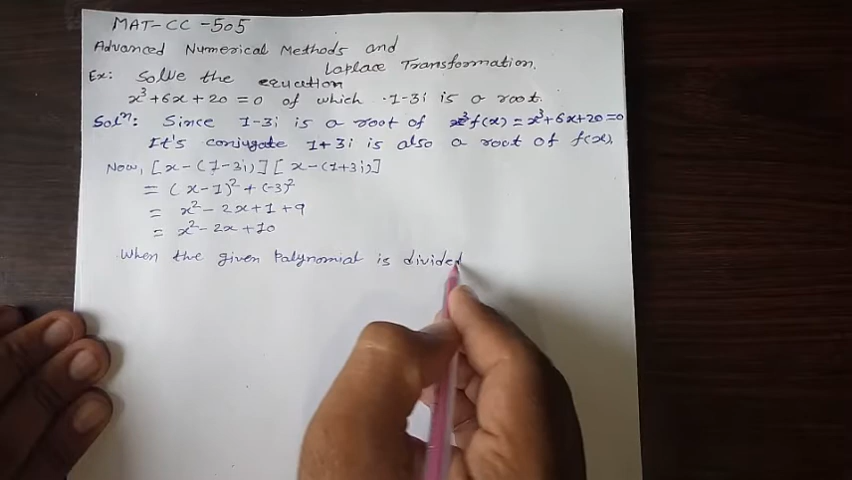 MAT-CC-505
Advanced Numerical Methods and
Laplace Transformation.
Ex: Solve the equation
x³+6x+20=0 of which 1-3i is a root.
Solⁿ: Since 1-3i is a root of f(x)=x³+6x+20=0
It's conjugate 1+3i is also a root of f(x).
Now, [x-(1-3i)][x-(1+3i)]
= (x-1)²+(-3)²
= x²-2x+1+9
= x²-2x+10
When the given Polynomial is divided